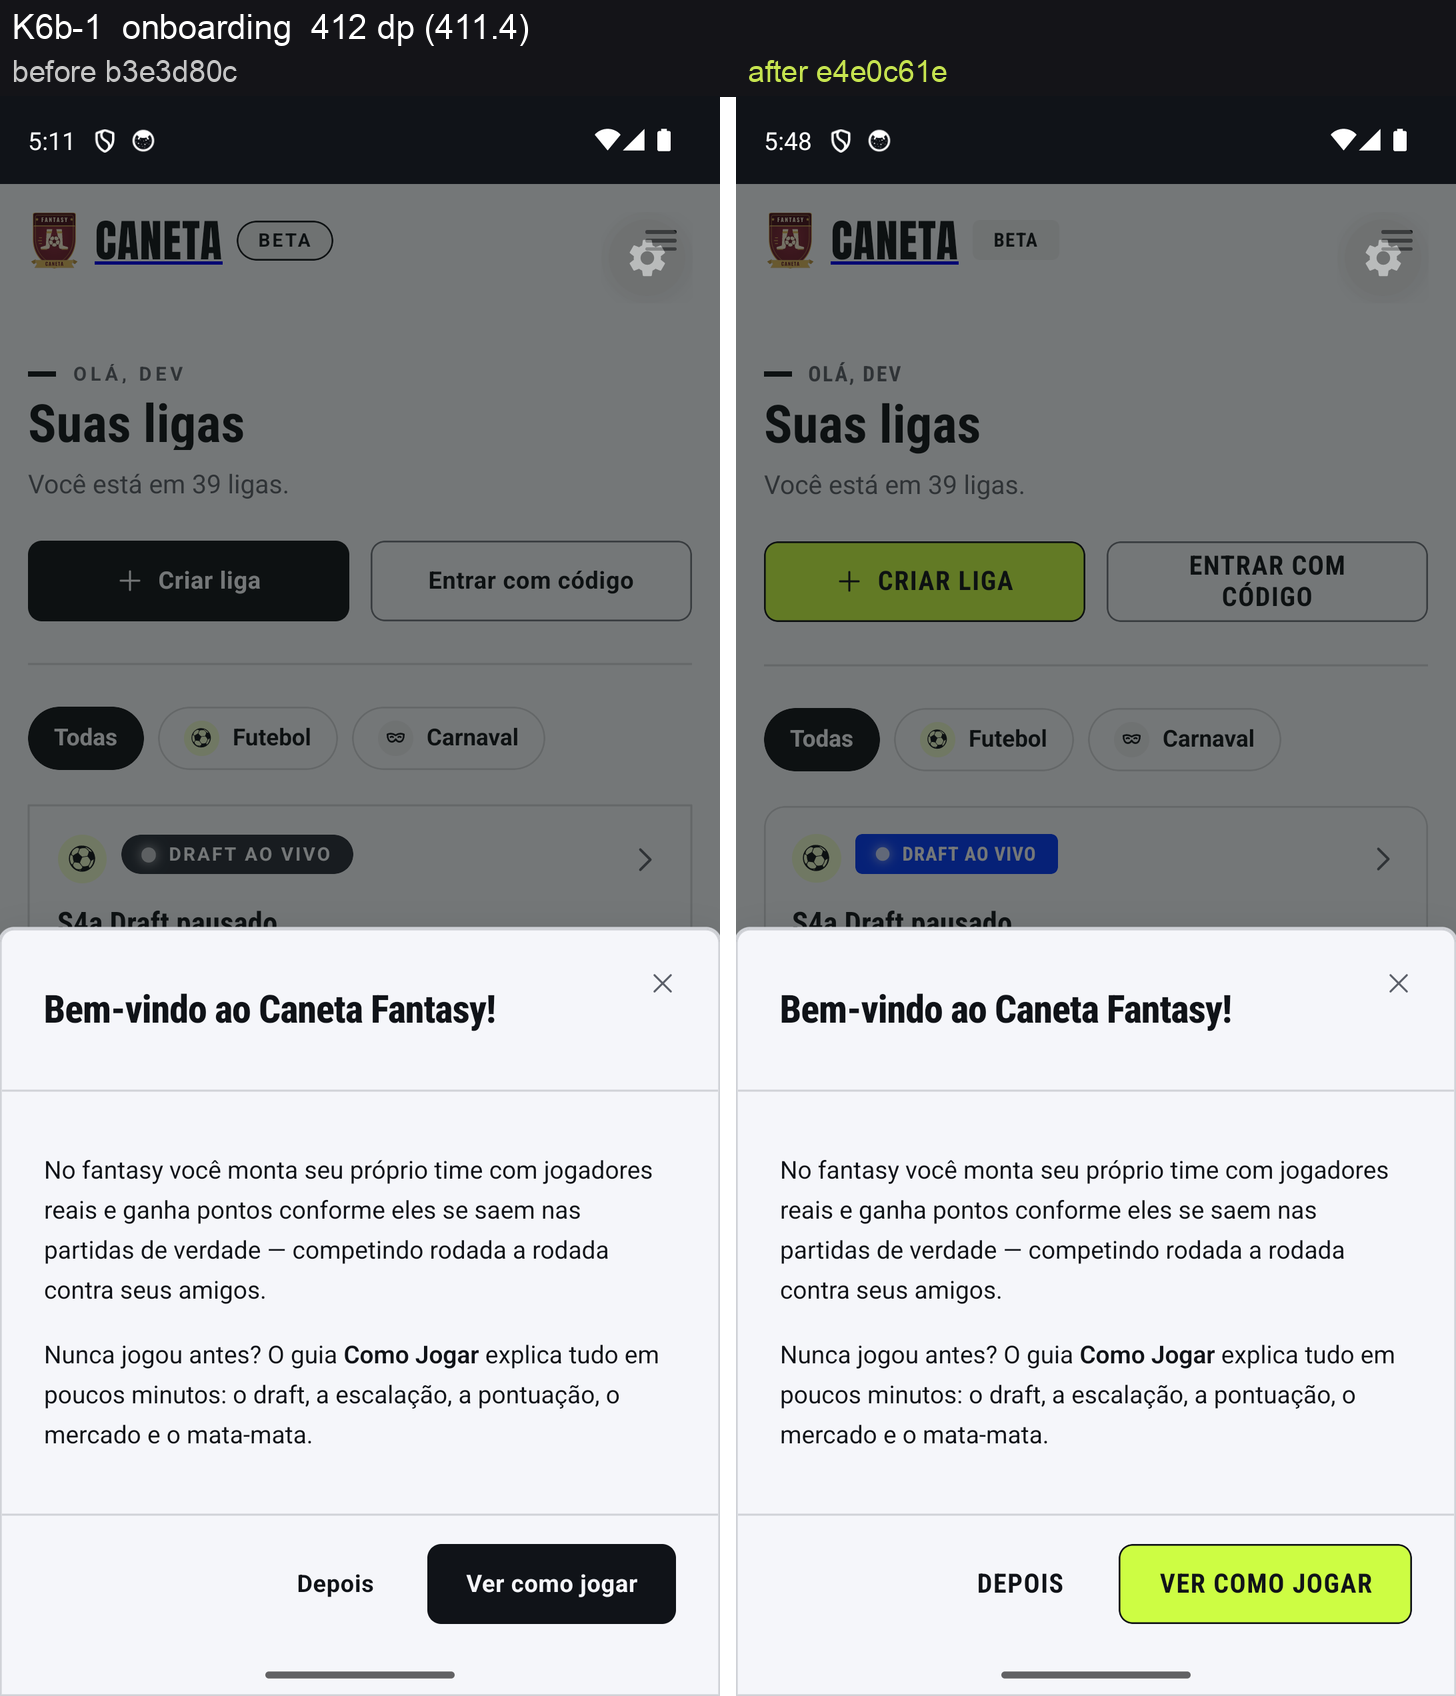 K6b-1 onboarding 412 dp (411.4)
before b3e3d80c
after e4e0c61e
5:11
FANTASY
CANETA
CANETA
BETA
OLÁ, DEV
Suas ligas
Você está em 39 ligas.
Criar liga
Entrar com código
Todas
Futebol
Carnaval
DRAFT AO VIVO
S4a Draft pausado
Bem-vindo ao Caneta Fantasy!
No fantasy você monta seu próprio time com jogadores
reais e ganha pontos conforme eles se saem nas
partidas de verdade — competindo rodada a rodada
contra seus amigos.
Nunca jogou antes? O guia Como Jogar explica tudo em
poucos minutos: o draft, a escalação, a pontuação, o
mercado e o mata-mata.
Depois
Ver como jogar
5:48
FANTASY
CANETA
CANETA
BETA
OLÁ, DEV
Suas ligas
Você está em 39 ligas.
CRIAR LIGA
ENTRAR COM
CÓDIGO
Todas
Futebol
Carnaval
DRAFT AO VIVO
S4a Draft pausado
Bem-vindo ao Caneta Fantasy!
No fantasy você monta seu próprio time com jogadores
reais e ganha pontos conforme eles se saem nas
partidas de verdade — competindo rodada a rodada
contra seus amigos.
Nunca jogou antes? O guia Como Jogar explica tudo em
poucos minutos: o draft, a escalação, a pontuação, o
mercado e o mata-mata.
DEPOIS
VER COMO JOGAR